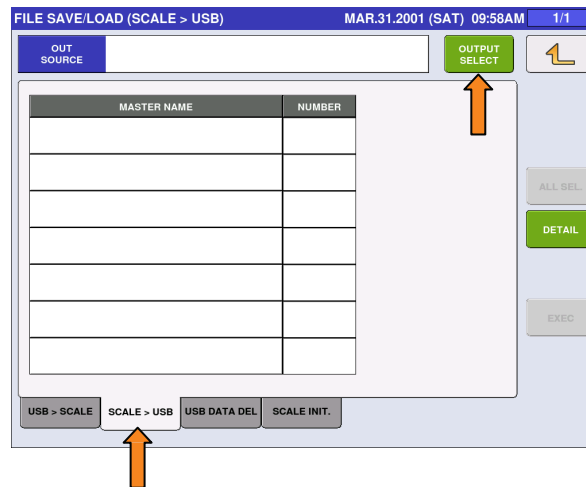 FILE SAVE/LOAD (SCALE > USB) MAR.31.2001 (SAT) 09:58AM 1/1
OUT
SOURCE
OUTPUT
SELECT
MASTER NAME NUMBER
ALL SEL.
DETAIL
EXEC
USB > SCALE SCALE > USB USB DATA DEL SCALE INIT.